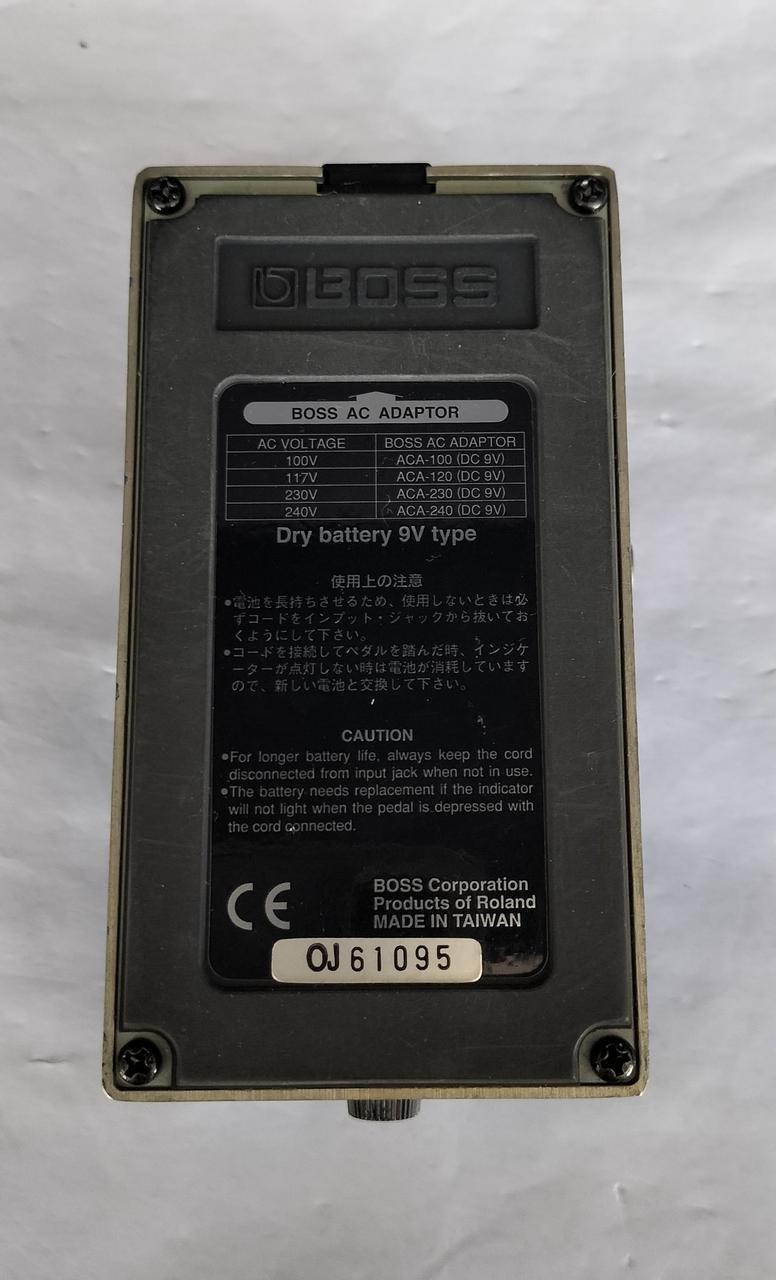 BOSS
BOSS AC ADAPTOR
AC VOLTAGE BOSS AC ADAPTOR
100V ACA-100 (DC 9V)
117V ACA-120 (DC 9V)
230V ACA-230 (DC 9V)
240V ACA-240 (DC 9V)
Dry battery 9V type
使用上の注意
●電池を長持ちさせるため、使用しないときは必
ずコードをインプット・ジャックから抜いてお
くようにして下さい。
●コードを接続してペダルを踏んだ時、インジケ
ーターが点灯しない時は電池が消耗しています
ので、新しい電池と交換して下さい。
CAUTION
●For longer battery life, always keep the cord
disconnected from input jack when not in use.
●The battery needs replacement if the indicator
will not light when the pedal is depressed with
the cord connected.
CE
BOSS Corporation
Products of Roland
MADE IN TAIWAN
OJ61095